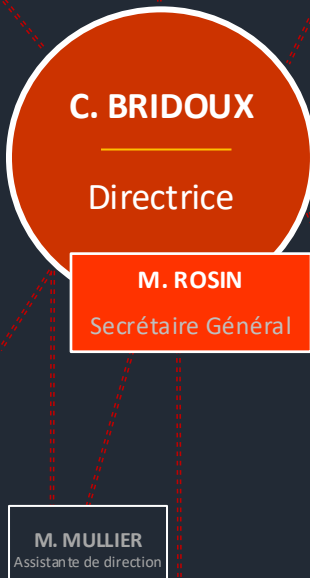 C. BRIDOUX
Directrice
M. ROSIN
Secrétaire Général
M. MULLIER
Assistante de direction